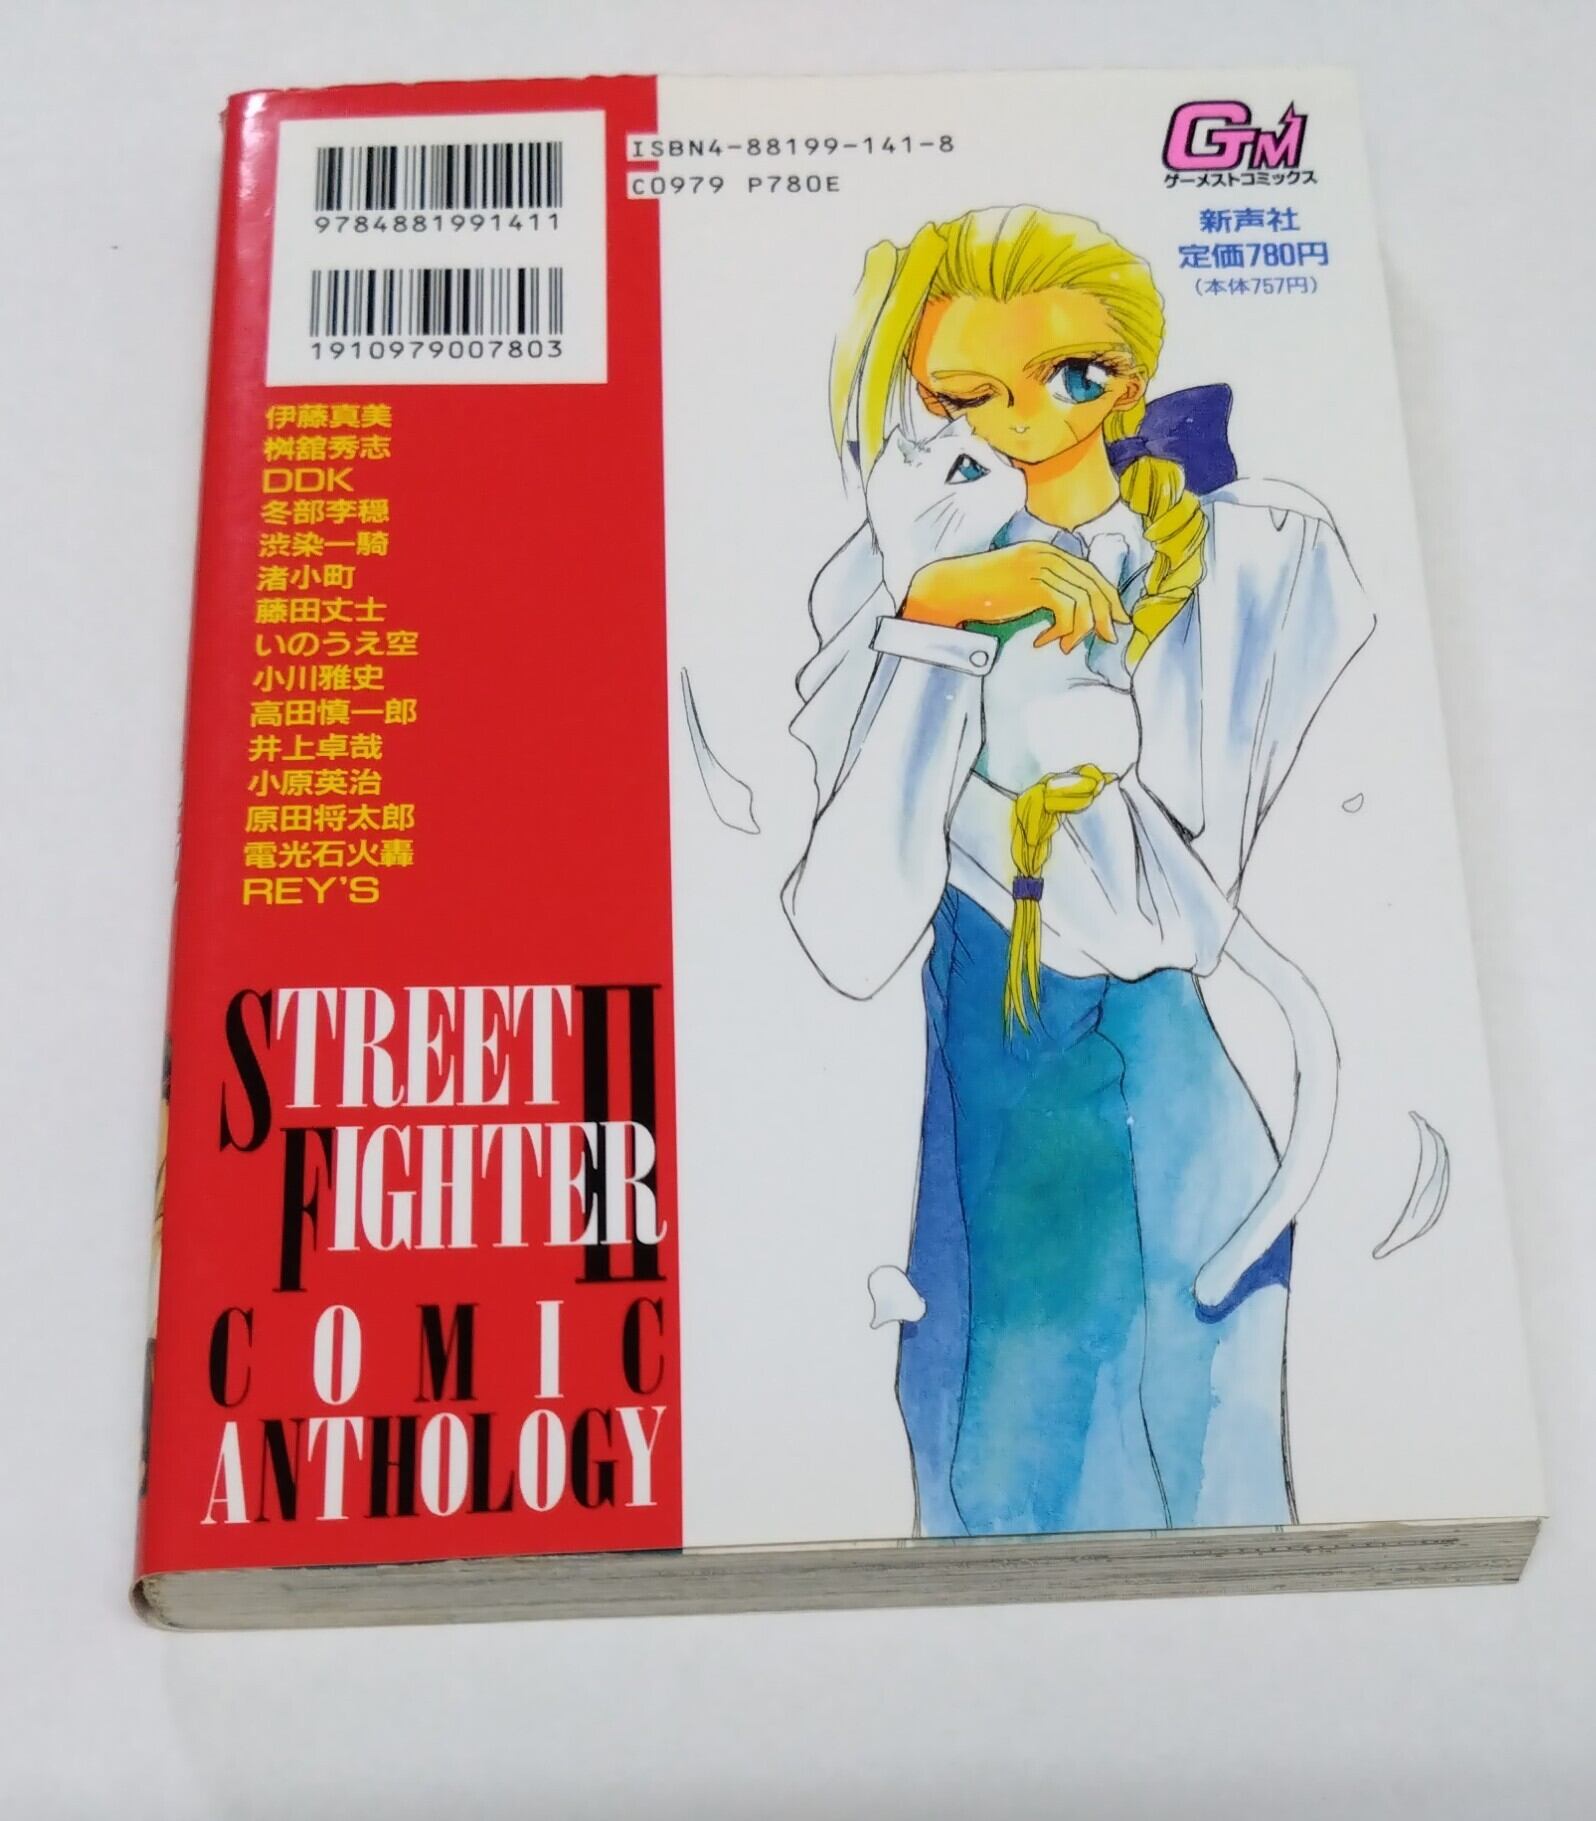 9784881991411
1910979007803
ISBN4-88199-141-8
C0979 P780E
GM
ゲーメストコミックス
新声社
定価780円
(本体757円)
伊藤真美
桝舘秀志
DDK
冬部李穏
渋染一騎
渚小町
藤田丈士
いのうえ空
小川雅史
高田慎一郎
井上卓哉
小原英治
原田将太郎
電光石火轟
REY'S
STREET II
FIGHTER
COMIC
ANTHOLOGY